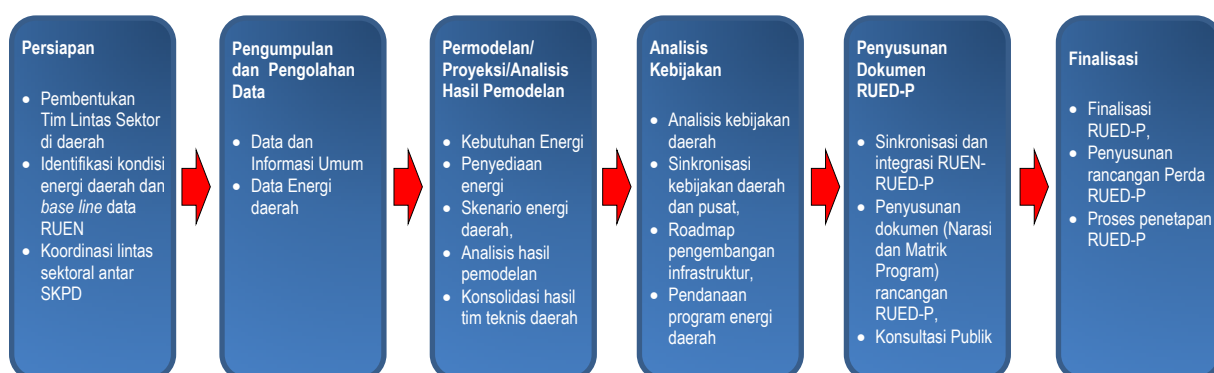 Persiapan
• Pembentukan
Tim Lintas Sektor
di daerah
• Identifikasi kondisi
energi daerah dan
base line data
RUEN
• Koordinasi lintas
sektoral antar
SKPD
Pengumpulan
dan Pengolahan
Data
• Data dan
Informasi Umum
• Data Energi
daerah
Permodelan/
Proyeksi/Analisis
Hasil Pemodelan
• Kebutuhan Energi
• Penyediaan
energi
• Skenario energi
daerah,
• Analisis hasil
pemodelan
• Konsolidasi hasil
tim teknis daerah
Analisis
Kebijakan
• Analisis kebijakan
daerah
• Sinkronisasi
kebijakan daerah
dan pusat,
• Roadmap
pengembangan
infrastruktur,
• Pendanaan
program energi
daerah
Penyusunan
Dokumen
RUED-P
• Sinkronisasi dan
integrasi RUEN-
RUED-P
• Penyusunan
dokumen (Narasi
dan Matrik
Program)
rancangan
RUED-P,
• Konsultasi Publik
Finalisasi
• Finalisasi
RUED-P,
• Penyusunan
rancangan Perda
RUED-P
• Proses penetapan
RUED-P